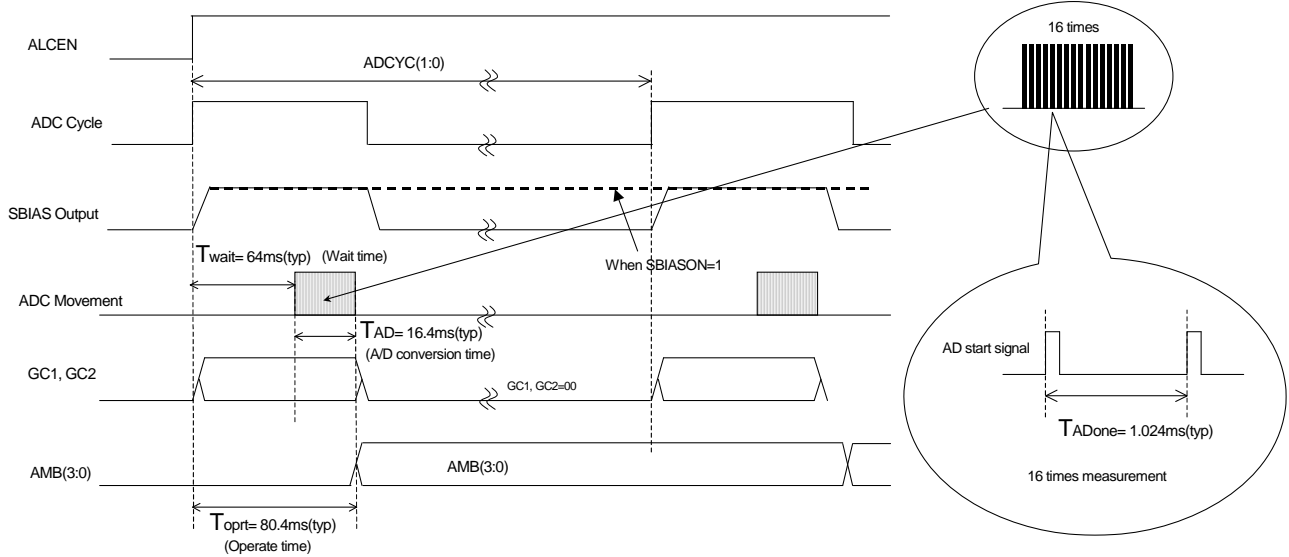 ALCEN
ADCYC(1:0)
ADC Cycle
SBIAS Output
Twait= 64ms(typ) (Wait time)
When SBIASON=1
ADC Movement
TAD= 16.4ms(typ)
(A/D conversion time)
GC1, GC2
GC1, GC2=00
AMB(3:0)
AMB(3:0)
Toprt= 80.4ms(typ)
(Operate time)
16 times
AD start signal
TADone= 1.024ms(typ)
16 times measurement